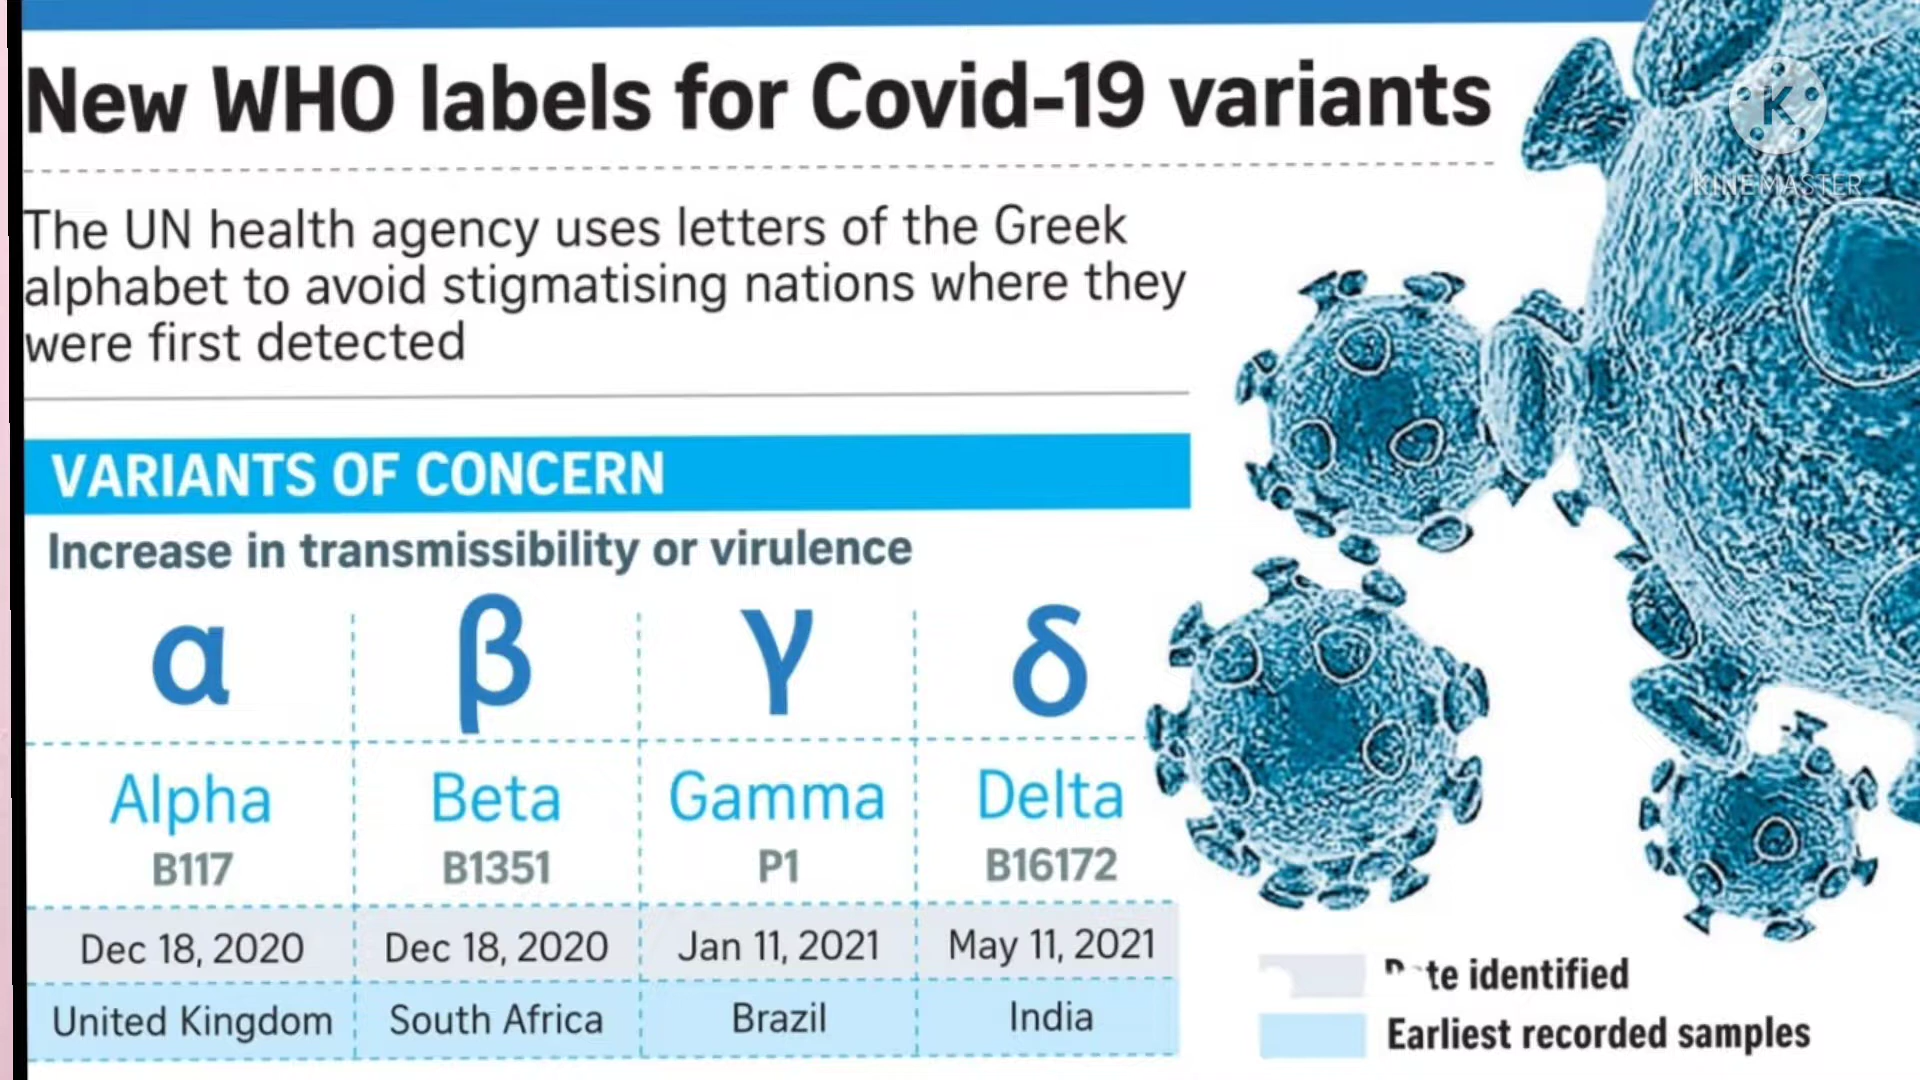 New WHO labels for Covid-19 variants
K
KINEMASTER
The UN health agency uses letters of the Greek
alphabet to avoid stigmatising nations where they
were first detected
VARIANTS OF CONCERN
Increase in transmissibility or virulence
α β γ δ
Alpha Beta Gamma Delta
B117 B1351 P1 B16172
Dec 18, 2020 Dec 18, 2020 Jan 11, 2021 May 11, 2021
United Kingdom South Africa Brazil India
identified
Earliest recorded samples